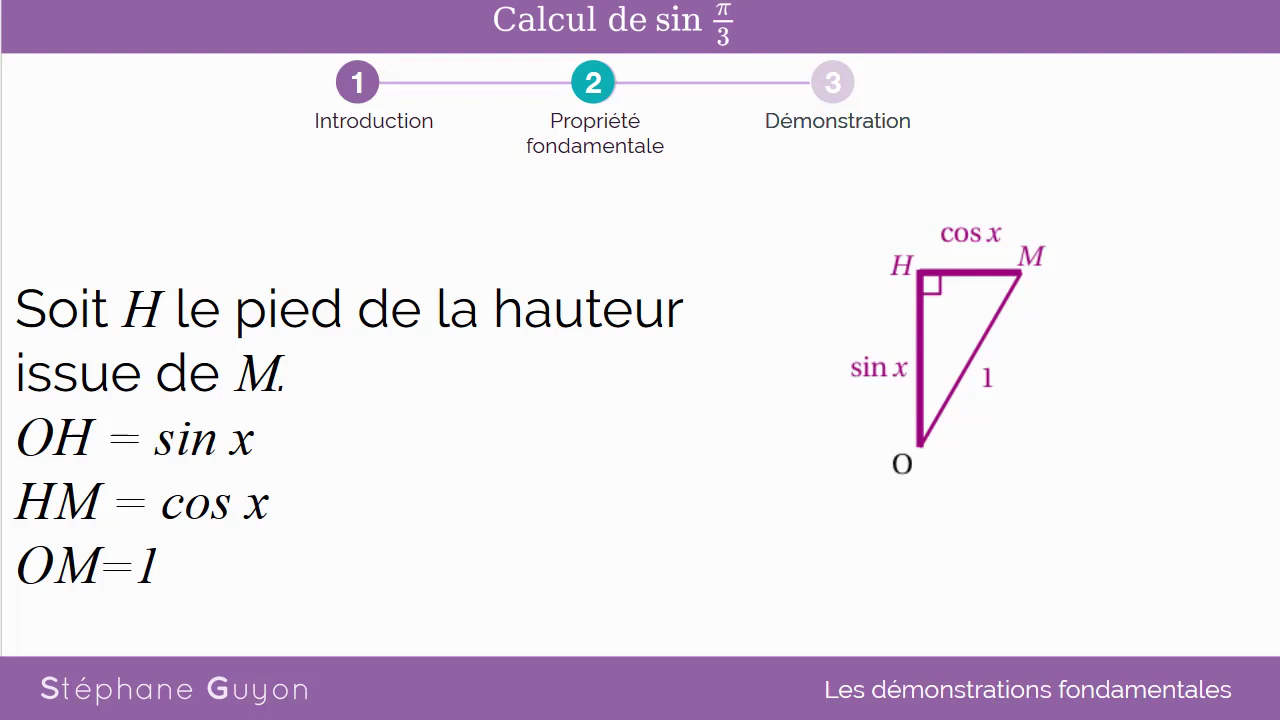 Calcul de sin π/3
1 2 3
Introduction
Propriété
fondamentale
Démonstration
Soit H le pied de la hauteur
issue de M.
OH = sin x
HM = cos x
OM=1
cos x
H M
sin x
1
O
Stéphane Guyon
Les démonstrations fondamentales